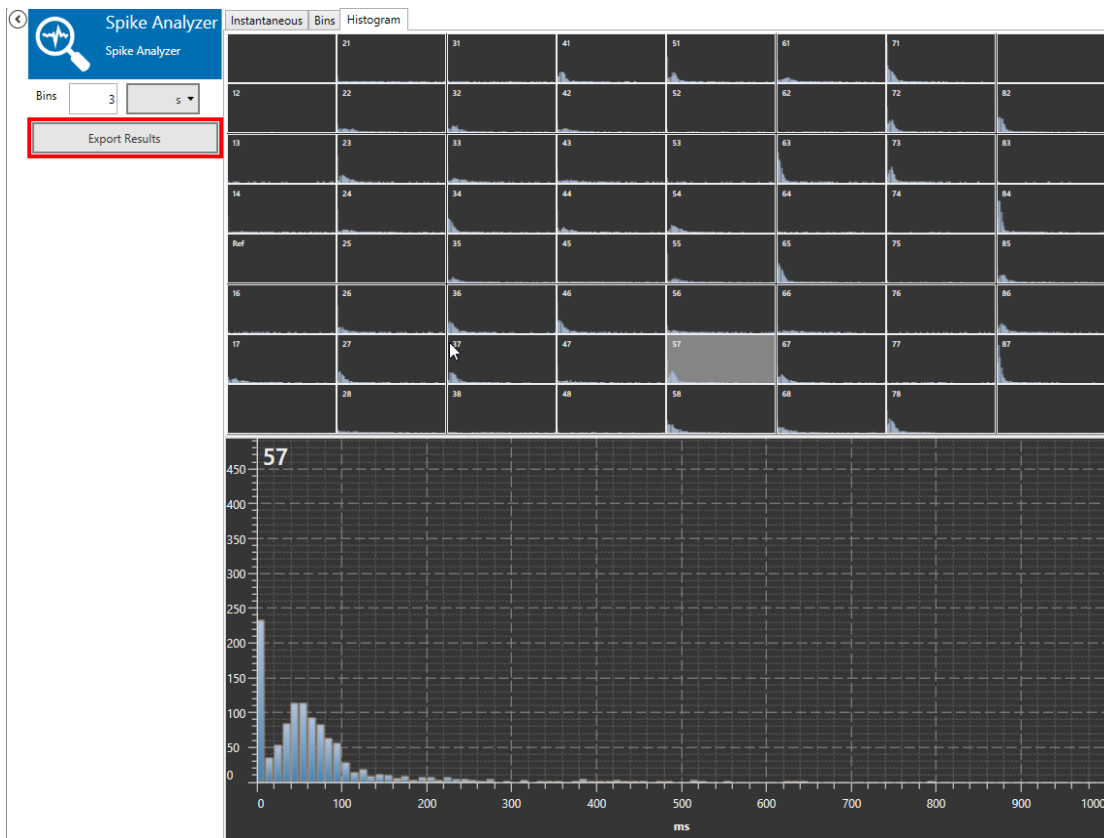 Spike Analyzer
Spike Analyzer
Bins 3 s
Export Results
Instantaneous Bins Histogram
21 31 41 51 61 71
12 22 32 42 52 62 72 82
13 23 33 43 53 63 73 83
14 24 34 44 54 64 74 84
Ref 25 35 45 55 65 75 85
16 26 36 46 56 66 76 86
17 27 37 47 57 67 77 87
28 38 48 58 68 78
57
450
400
350
300
250
200
150
100
50
0
0 100 200 300 400 500 600 700 800 900 1000
ms